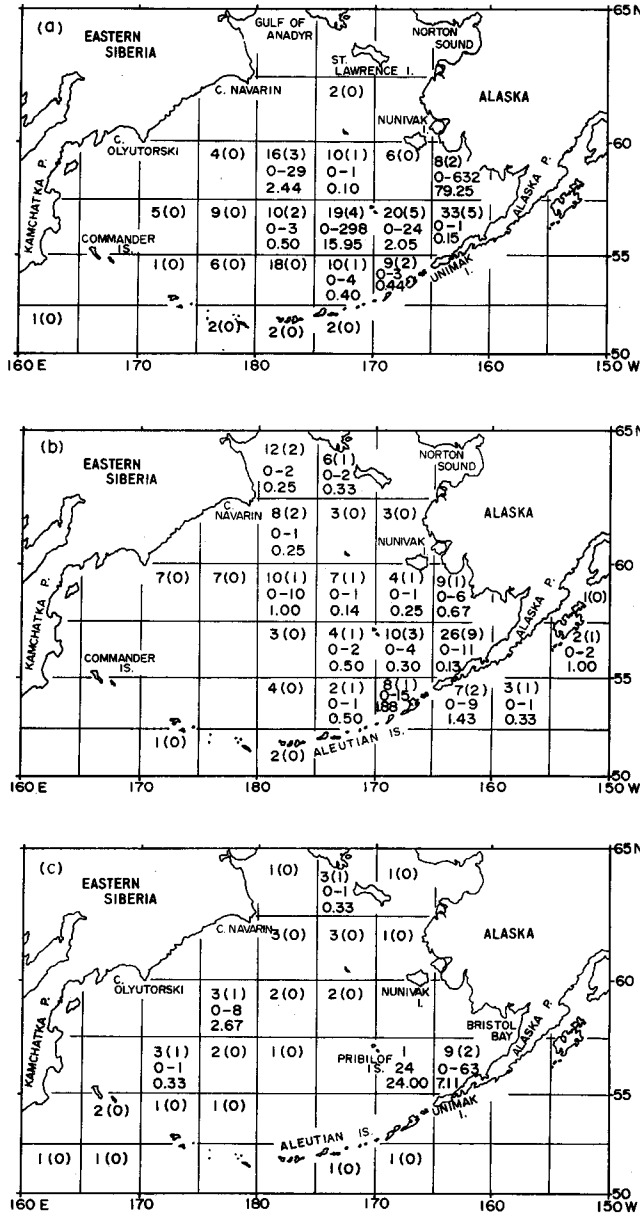 (a)
65N
GULF OF ANADYR
NORTON SOUND
EASTERN SIBERIA
ST. LAWRENCE I.
C. NAVARIN
2(0)
ALASKA
NUNIVAK I.
C. OLYUTORSKI
60
4(0) 16(3) 10(1) 6(0) 8(2)
0-29 0-1 0-632
2.44 0.10 79.25
KAMCHATKA P.
ALASKA P.
5(0) 9(0) 10(2) 19(4) 20(5) 33(5)
0-3 0-298 0-24 0-1
0.50 15.95 2.05 0.15
COMMANDER IS.
55
1(0) 6(0) 18(0) 10(1) 9(2)
0-4 0-3
0.40 0.44
UNIMAK I.
1(0) 2(0) 2(0) 2(0)
50
160 E 170 180 170 160 150 W
(b)
65N
12(2) 6(1)
0-2 0-2
0.25 0.33
NORTON SOUND
EASTERN SIBERIA
C. NAVARIN
8(2) 3(0) 3(0)
0-1
0.25
ALASKA
NUNIVAK
60
7(0) 7(0) 10(1) 7(1) 4(1) 9(1) 1(0)
0-10 0-1 0-1 0-6
1.00 0.14 0.25 0.67
KAMCHATKA P.
ALASKA P.
3(0) 4(1) 10(3) 26(9) 2(1)
0-2 0-4 0-11 0-2
0.50 0.30 0.13 1.00
COMMANDER IS.
55
4(0) 2(1) 8(1) 7(2) 3(1)
0-1 0-15 0-9 0-1
0.50 1.88 1.43 0.33
1(0) 2(0)
ALEUTIAN IS.
50
160 E 170 180 170 160 150 W
(c)
65N
1(0) 3(1) 1(0)
0-1
0.33
EASTERN SIBERIA
C. NAVARIN
3(0) 3(0) 1(0)
ALASKA
C. OLYUTORSKI
NUNIVAK I.
60
3(1) 2(0) 2(0)
0-8
2.67
BRISTOL BAY
KAMCHATKA P.
ALASKA P.
3(1) 2(0) 1(0) 1 9(2)
0-1 24 0-63
0.33 24.00 7.11
PRIBILOF IS.
55
2(0) 1(0) 1(0)
UNIMAK I.
ALEUTIAN IS.
1(0) 1(0) 1(0) 1(0)
50
160 E 170 180 170 160 150 W